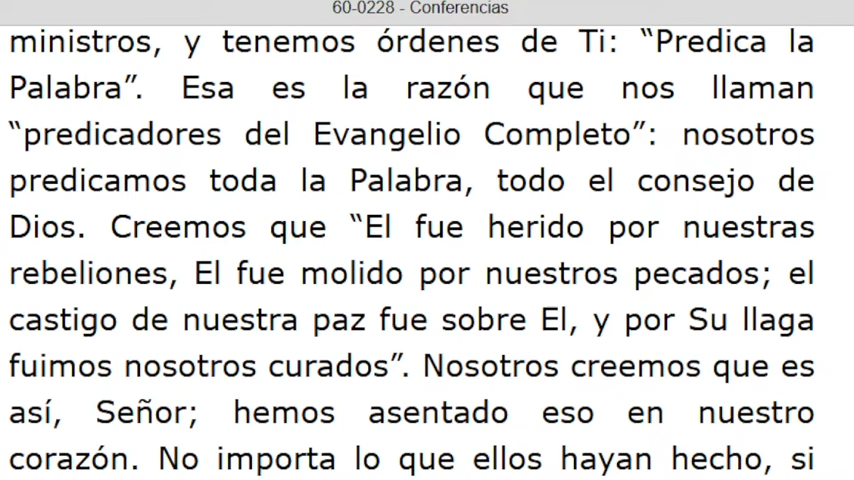 60-0228 - Conferencias
ministros, y tenemos órdenes de Ti: “Predica la
Palabra”. Esa es la razón que nos llaman
“predicadores del Evangelio Completo”: nosotros
predicamos toda la Palabra, todo el consejo de
Dios. Creemos que “El fue herido por nuestras
rebeliones, El fue molido por nuestros pecados; el
castigo de nuestra paz fue sobre El, y por Su llaga
fuimos nosotros curados”. Nosotros creemos que es
así, Señor; hemos asentado eso en nuestro
corazón. No importa lo que ellos hayan hecho, si